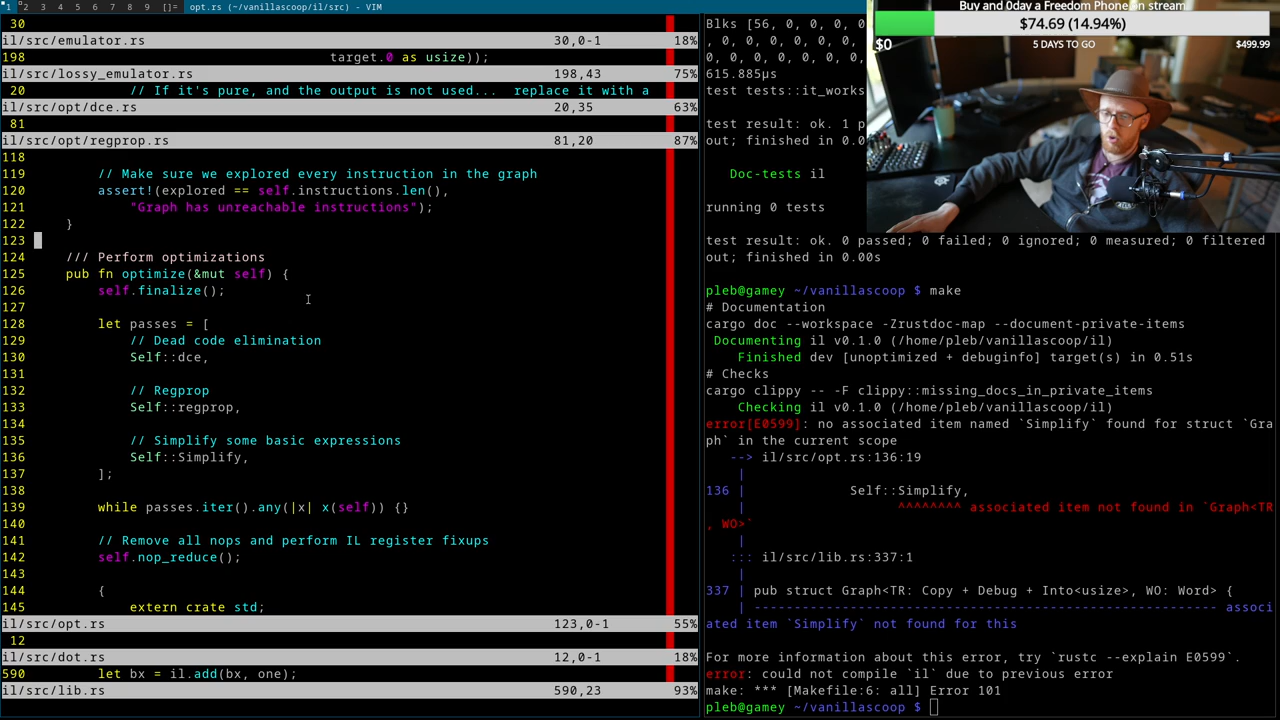 1 2 3 4 5 6 7 8 9 []= opt.rs (~/vanillascoop/il/src) - VIM
30
il/src/emulator.rs 30,0-1 18%
198 target.0 as usize));
il/src/lossy_emulator.rs 198,43 75%
20 // If it's pure, and the output is not used... replace it with a
il/src/opt/dce.rs 20,35 63%
81
il/src/opt/regprop.rs 81,20 87%
118
119 // Make sure we explored every instruction in the graph
120 assert!(explored == self.instructions.len(),
121 "Graph has unreachable instructions");
122 }
123
124 /// Perform optimizations
125 pub fn optimize(&mut self) {
126 self.finalize();
127
128 let passes = [
129 // Dead code elimination
130 Self::dce,
131
132 // Regprop
133 Self::regprop,
134
135 // Simplify some basic expressions
136 Self::Simplify,
137 ];
138
139 while passes.iter().any(|x| x(self)) {}
140
141 // Remove all nops and perform IL register fixups
142 self.nop_reduce();
143
144 {
145 extern crate std;
il/src/opt.rs 123,0-1 55%
12
il/src/dot.rs 12,0-1 18%
590 let bx = il.add(bx, one);
il/src/lib.rs 590,23 93%
Blks [56, 0, 0, 0, 0
, 0, 0, 0, 0, 0, 0,
0, 0, 0, 0, 0, 0, 0,
615.885µs
test tests::it_works
test result: ok. 1 p
out; finished in 0.0
Doc-tests il
running 0 tests
test result: ok. 0 passed; 0 failed; 0 ignored; 0 measured; 0 filtered
out; finished in 0.00s
pleb@gamey ~/vanillascoop $ make
# Documentation
cargo doc --workspace -Zrustdoc-map --document-private-items
Documenting il v0.1.0 (/home/pleb/vanillascoop/il)
Finished dev [unoptimized + debuginfo] target(s) in 0.51s
# Checks
cargo clippy -- -F clippy::missing_docs_in_private_items
Checking il v0.1.0 (/home/pleb/vanillascoop/il)
error[E0599]: no associated item named `Simplify` found for struct `Gra
ph` in the current scope
--> il/src/opt.rs:136:19
|
136 | Self::Simplify,
| ^^^^^^^^ associated item not found in `Graph<TR
, WO>`
|
::: il/src/lib.rs:337:1
|
337 | pub struct Graph<TR: Copy + Debug + Into<usize>, WO: Word> {
| ---------------------------------------------------------- associ
ated item `Simplify` not found for this
For more information about this error, try `rustc --explain E0599`.
error: could not compile `il` due to previous error
make: *** [Makefile:6: all] Error 101
pleb@gamey ~/vanillascoop $
Buy and 0day a Freedom Phone on stream
$74.69 (14.94%)
$0 5 DAYS TO GO $499.99